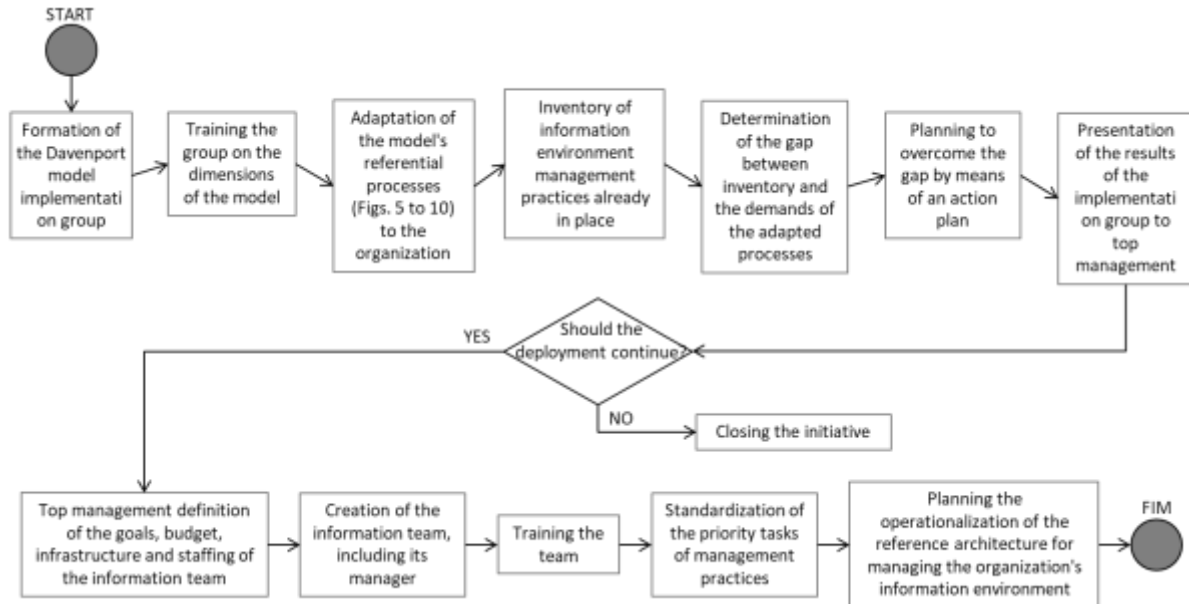 START
Formation of
the Davenport
model
implementati
on group
Training the
group on the
dimensions of
the model
Adaptation of
the model's
referential
processes
(Figs. 5 to 10)
to the
organization
Inventory of
information
environment
management
practices already
in place
Determination
of the gap
between
inventory and
the demands of
the adapted
processes
Planning to
overcome the
gap by means
of an action
plan
Presentation
of the results
of the
implementati
on group to
top
management
Should the
deployment continue?
YES
NO
Closing the initiative
Top management definition
of the goals, budget,
infrastructure and staffing of
the information team
Creation of the
information team,
including its
manager
Training the
team
Standardization of
the priority tasks
of management
practices
Planning the
operationalization of the
reference architecture for
managing the organization's
information environment
FIM